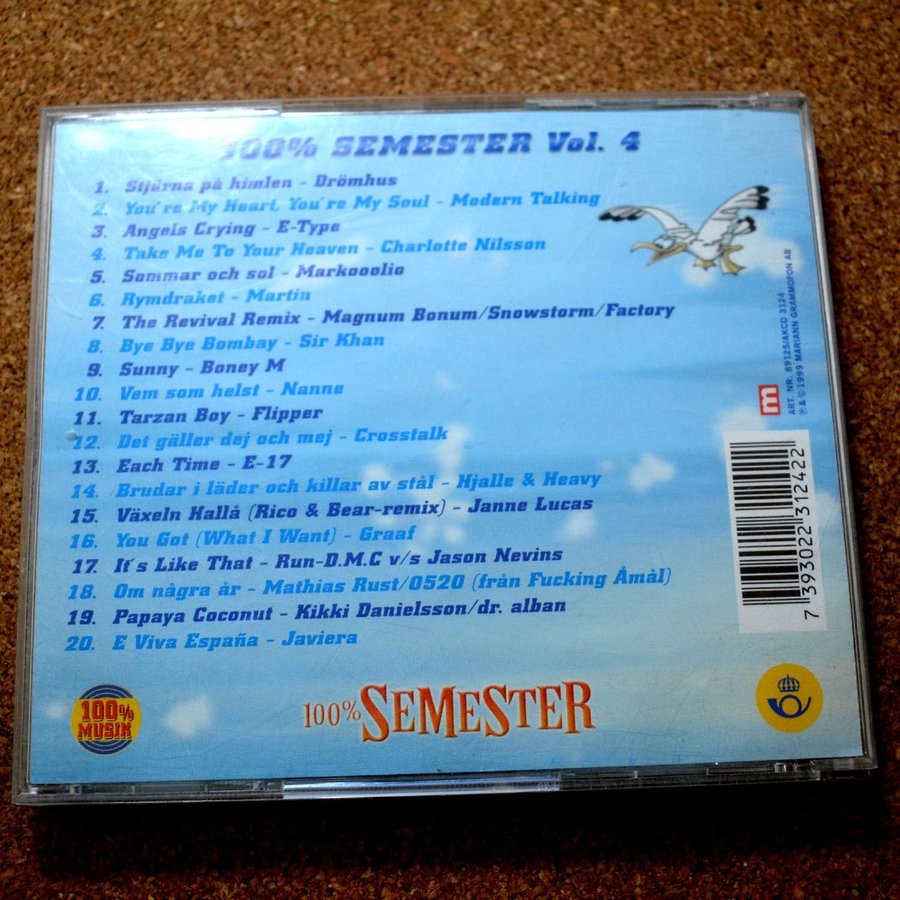 100% SEMESTER Vol. 4
1. Stjärna på himlen - Drömhus
2. You're My Heart, You're My Soul - Modern Talking
3. Angels Crying - E-Type
4. Take Me To Your Heaven - Charlotte Nilsson
5. Sommar och sol - Markooolio
6. Rymdraket - Martin
7. The Revival Remix - Magnum Bonum/Snowstorm/Factory
8. Bye Bye Bombay - Sir Khan
9. Sunny - Boney M
10. Vem som helst - Nanne
11. Tarzan Boy - Flipper
12. Det gäller dej och mej - Crosstalk
13. Each Time - E-17
14. Brudar i läder och killar av stål - Hjalle & Heavy
15. Växeln Hallå (Rico & Bear-remix) - Janne Lucas
16. You Got (What I Want) - Graaf
17. It´s Like That - Run-D.M.C v/s Jason Nevins
18. Om några år - Mathias Rust/0520 (från Fucking Åmål)
19. Papaya Coconut - Kikki Danielsson/dr. alban
20. E Viva España - Javiera
m
ART. NR. 89125/AKCD 3124
℗ & © 1999 MARIANN GRAMMOFON AB
7 393022 312422
100% MUSIK
100% SEMESTER